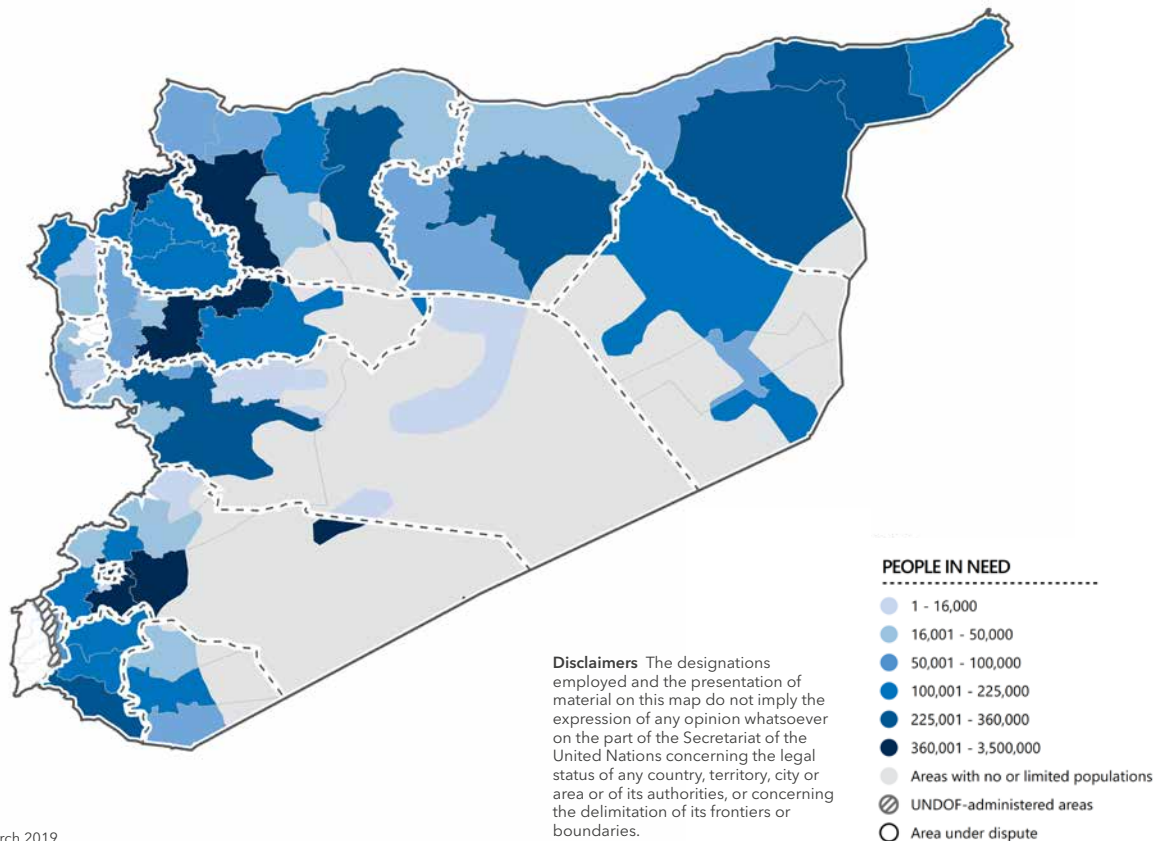 PEOPLE IN NEED
1 - 16,000
16,001 - 50,000
50,001 - 100,000
100,001 - 225,000
225,001 - 360,000
360,001 - 3,500,000
Areas with no or limited populations
UNDOF-administered areas
Area under dispute
Disclaimers The designations
employed and the presentation of
material on this map do not imply the
expression of any opinion whatsoever
on the part of the Secretariat of the
United Nations concerning the legal
status of any country, territory, city or
area or of its authorities, or concerning
the delimitation of its frontiers or
boundaries.
2019